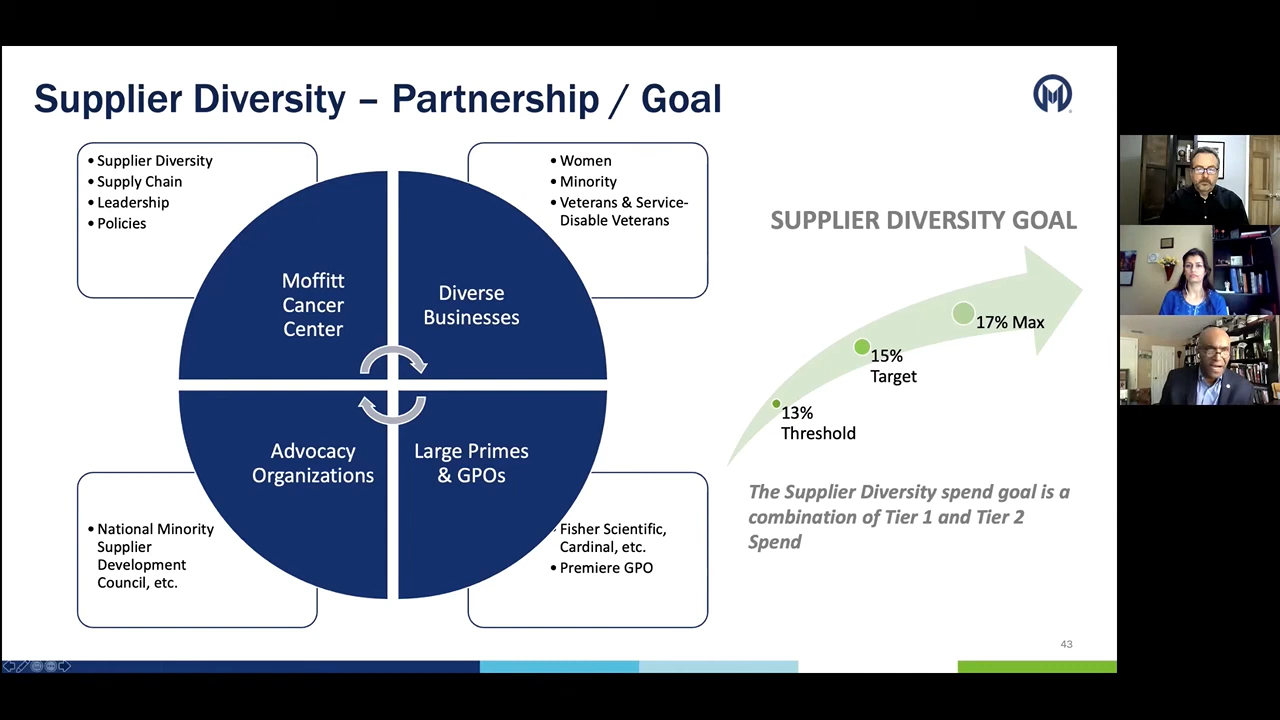 Supplier Diversity – Partnership / Goal
• Supplier Diversity
• Supply Chain
• Leadership
• Policies
• Women
• Minority
• Veterans & Service-
Disable Veterans
Moffitt
Cancer
Center
Diverse
Businesses
Advocacy
Organizations
Large Primes
& GPOs
• National Minority
Supplier
Development
Council, etc.
• Fisher Scientific,
Cardinal, etc.
• Premiere GPO
SUPPLIER DIVERSITY GOAL
17% Max
15%
Target
13%
Threshold
The Supplier Diversity spend goal is a
combination of Tier 1 and Tier 2
Spend
43